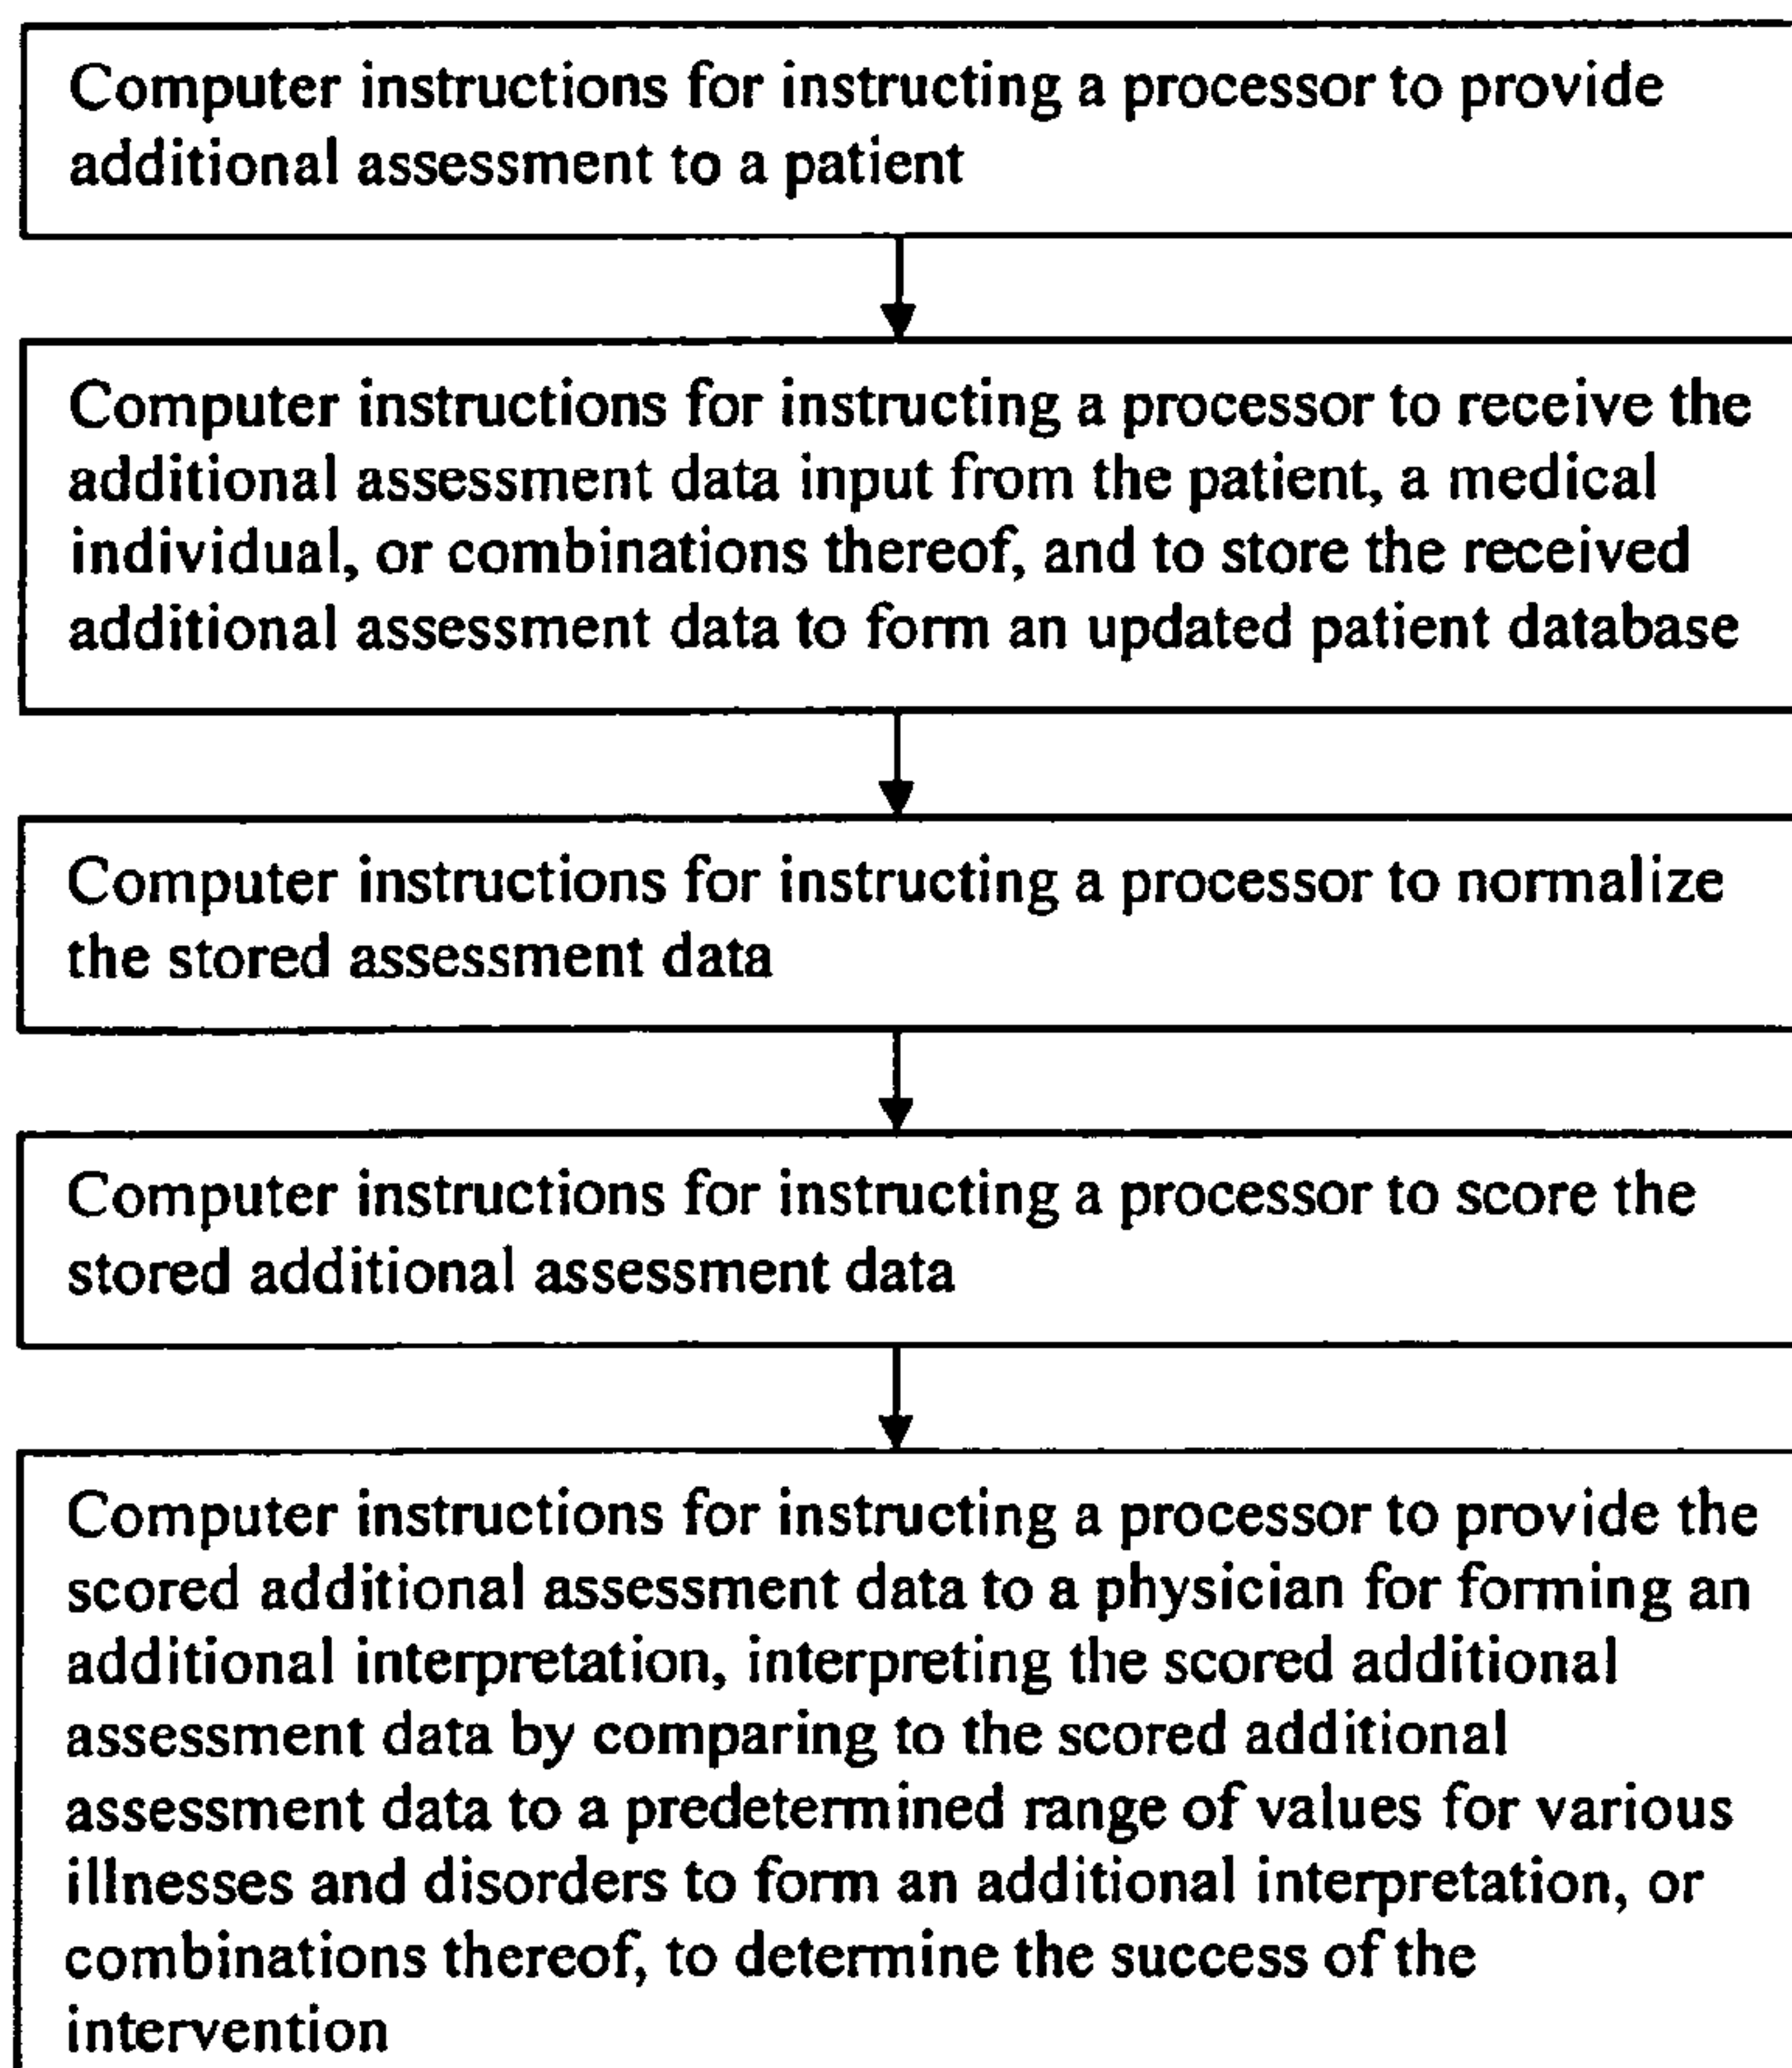 Computer instructions for instructing a processor to provide
additional assessment to a patient
Computer instructions for instructing a processor to receive the
additional assessment data input from the patient, a medical
individual, or combinations thereof, and to store the received
additional assessment data to form an updated patient database
Computer instructions for instructing a processor to normalize
the stored assessment data
Computer instructions for instructing a processor to score the
stored additional assessment data
Computer instructions for instructing a processor to provide the
scored additional assessment data to a physician for forming an
additional interpretation, interpreting the scored additional
assessment data by comparing to the scored additional
assessment data to a predetermined range of values for various
illnesses and disorders to form an additional interpretation, or
combinations thereof, to determine the success of the
intervention